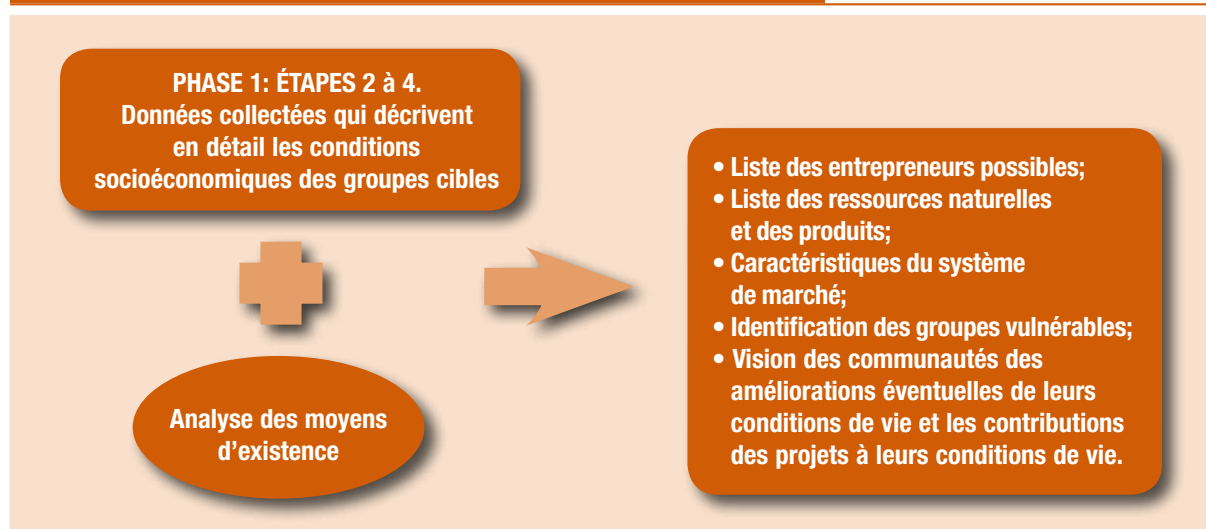 PHASE 1: ÉTAPES 2 à 4.
Données collectées qui décrivent
en détail les conditions
socioéconomiques des groupes cibles
Analyse des moyens
d’existence
• Liste des entrepreneurs possibles;
• Liste des ressources naturelles
et des produits;
• Caractéristiques du système
de marché;
• Identification des groupes vulnérables;
• Vision des communautés des
améliorations éventuelles de leurs
conditions de vie et les contributions
des projets à leurs conditions de vie.